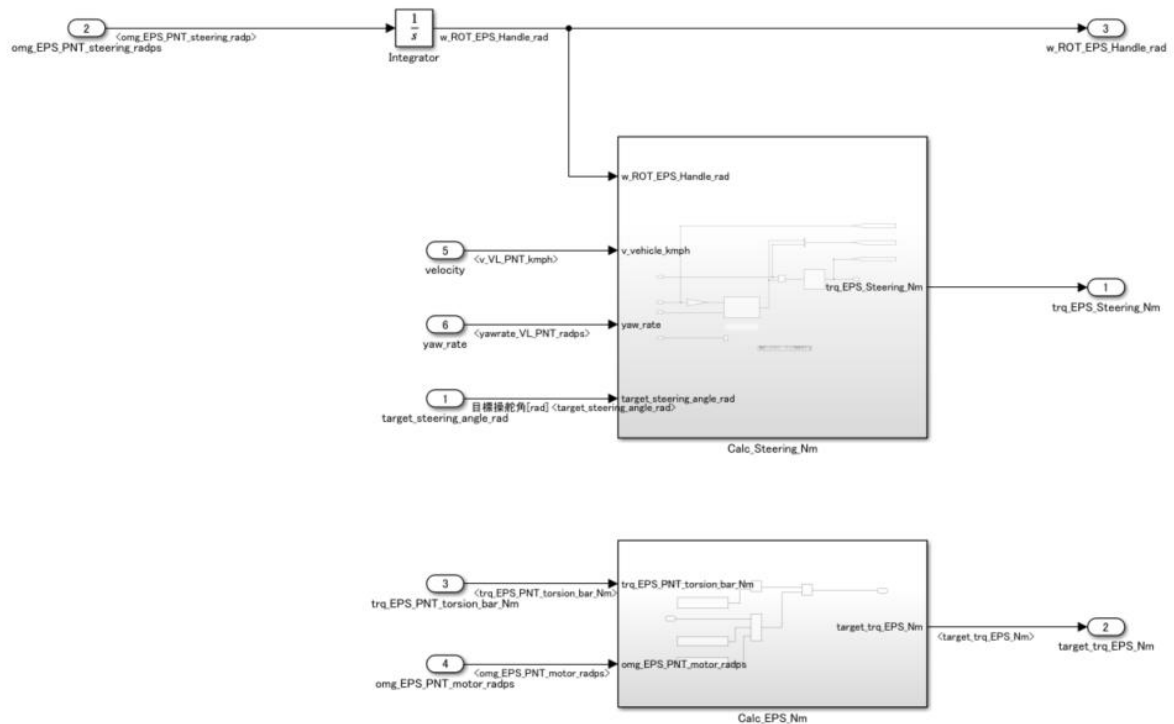 2
omg_EPS_PNT_steering_radps
<omg_EPS_PNT_steering_radp>
1
s
Integrator
w_ROT_EPS_Handle_rad
3
w_ROT_EPS_Handle_rad
w_ROT_EPS_Handle_rad
5
velocity
<v_VL_PNT_kmph>
v_vehicle_kmph
trq_EPS_Steering_Nm
1
trq_EPS_Steering_Nm
6
yaw_rate
<yawrate_VL_PNT_radps>
yaw_rate
1
target_steering_angle_rad
目標操舵角[rad] <target_steering_angle_rad>
target_steering_angle_rad
Calc_Steering_Nm
3
trq_EPS_PNT_torsion_bar_Nm
<trq_EPS_PNT_torsion_bar_Nm>
trq_EPS_PNT_torsion_bar_Nm
target_trq_EPS_Nm
<target_trq_EPS_Nm>
2
target_trq_EPS_Nm
4
omg_EPS_PNT_motor_radps
<omg_EPS_PNT_motor_radps>
omg_EPS_PNT_motor_radps
Calc_EPS_Nm